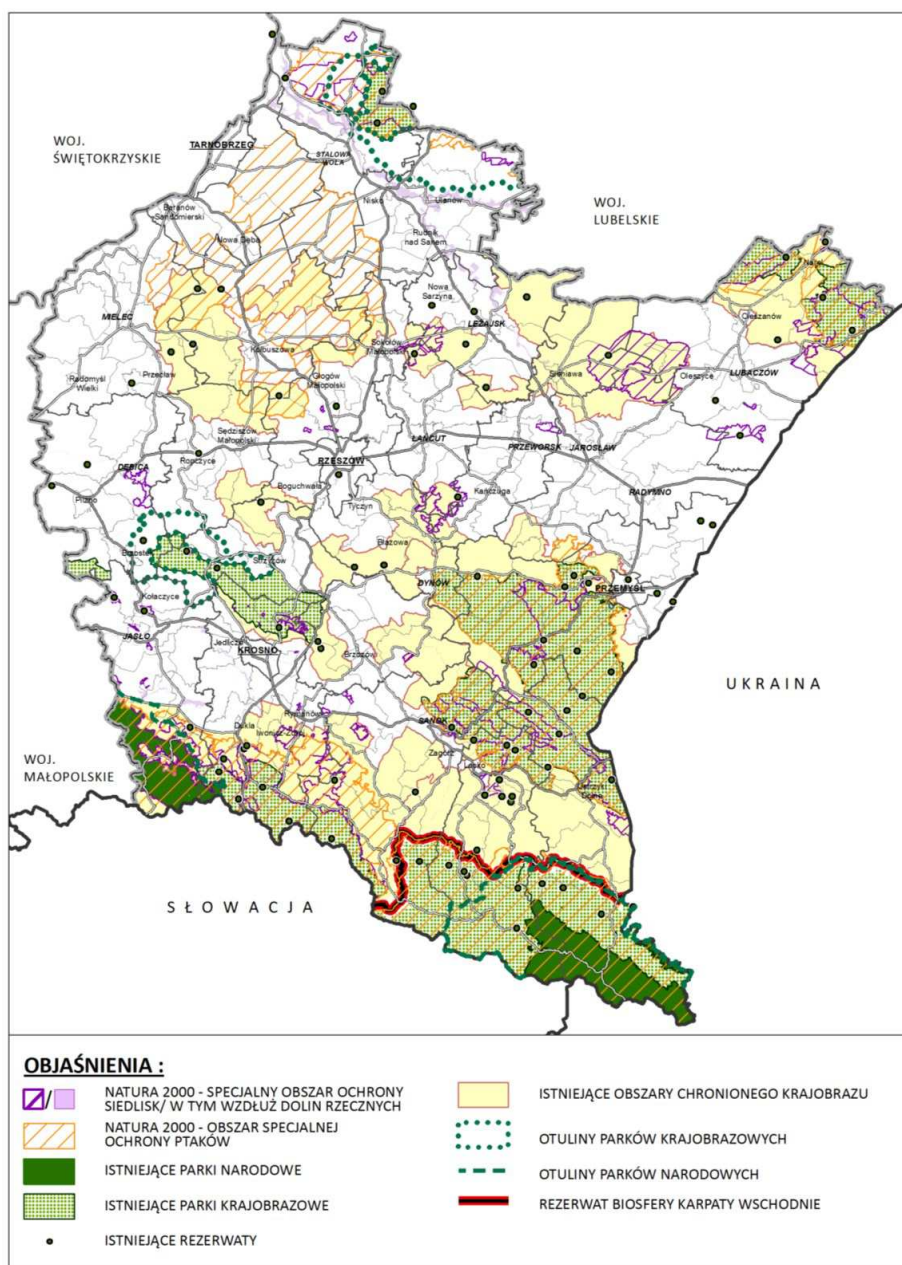 WOJ.
ŚWIĘTOKRZYSKIE
TARNOBRZEG
STALOWA
WOLA
WOJ.
LUBELSKIE
Baranów
Sandomierski
Nisko
Ulanów
Rudnik
nad Sanem
Nowa Dęba
Narol
Nowa
Sarzyna
MIELEC
LEŻAJSK
Cieszanów
Kolbuszowa
Sokołów
Małopolski
Radomyśl
Wielki
Przecław
Głogów
Małopolski
Sieniawa
Oleszyce
LUBACZÓW
Sędziszów
Małopolski
ŁAŃCUT
PRZEWORSK
JAROSŁAW
DĘBICA
Ropczyce
RZESZÓW
Boguchwała
Kańczuga
RADYMNO
Pilzno
Tyczyn
Błażowa
Brzostek
Strzyżów
DYNÓW
PRZEMYŚL
Kołaczyce
JASŁO
Jedlicze
KROSNO
Brzozów
UKRAINA
Rymanów
Dukla
Iwonicz-Zdrój
SANOK
WOJ.
MAŁOPOLSKIE
Zagórz
Lesko
Ustrzyki
Dolne
SŁOWACJA
OBJAŚNIENIA :
NATURA 2000 - SPECJALNY OBSZAR OCHRONY
SIEDLISK/ W TYM WZDŁUŻ DOLIN RZECZNYCH
NATURA 2000 - OBSZAR SPECJALNEJ
OCHRONY PTAKÓW
ISTNIEJĄCE PARKI NARODOWE
ISTNIEJĄCE PARKI KRAJOBRAZOWE
ISTNIEJĄCE REZERWATY
ISTNIEJĄCE OBSZARY CHRONIONEGO KRAJOBRAZU
OTULINY PARKÓW KRAJOBRAZOWYCH
OTULINY PARKÓW NARODOWYCH
REZERWAT BIOSFERY KARPATY WSCHODNIE